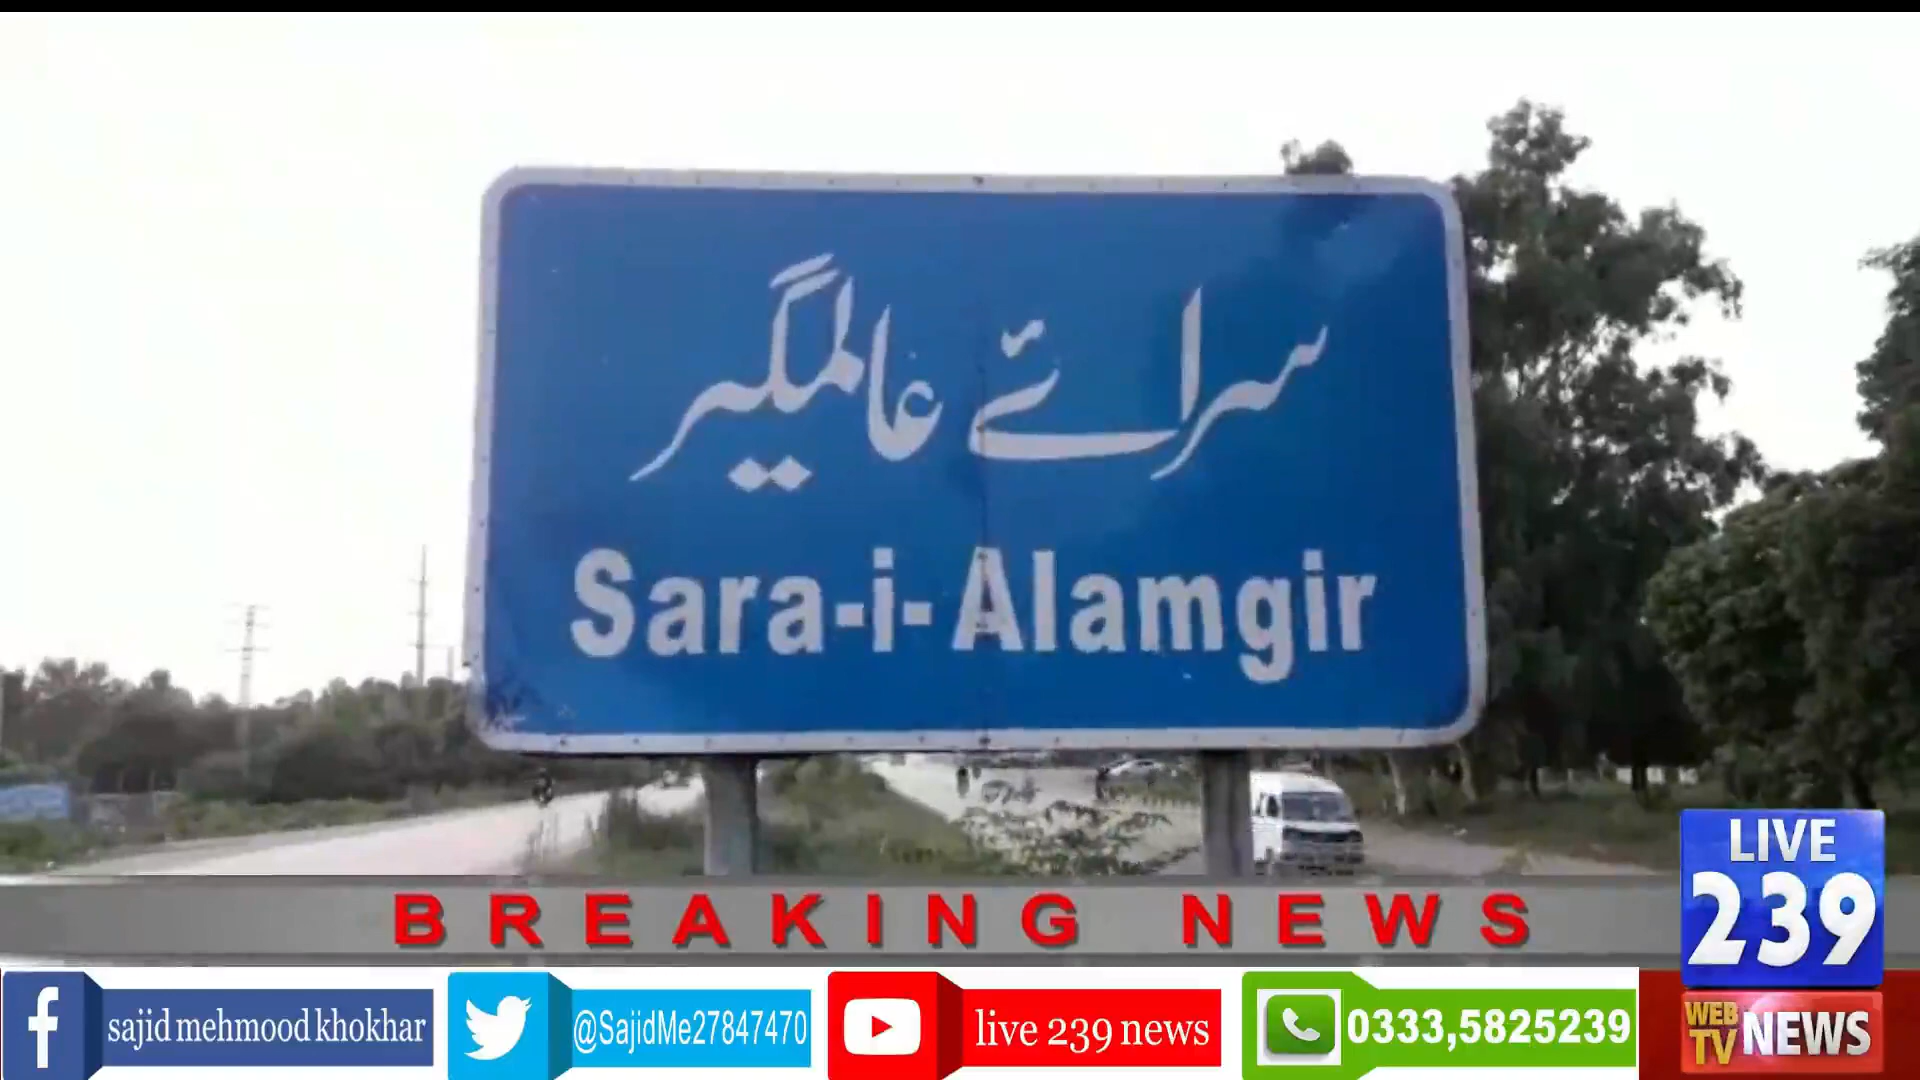 سرائے عالمگیر
Sara-i-Alamgir
BREAKING NEWS
LIVE
239
WEB TV NEWS
sajid mehmood khokhar
@SajidMe27847470
live 239 news
0333,5825239